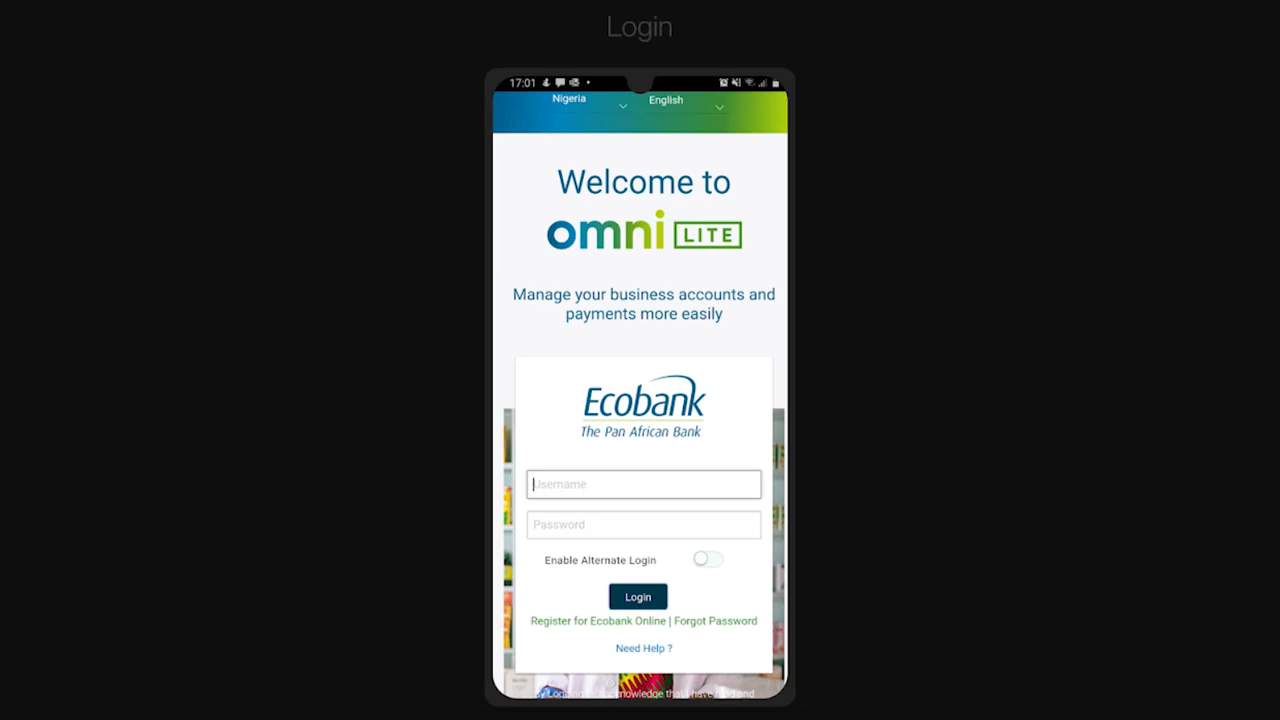 Login
17:01
Nigeria English
Welcome to
omni LITE
Manage your business accounts and
payments more easily
Ecobank
The Pan African Bank
Username
Password
Enable Alternate Login
Login
Register for Ecobank Online | Forgot Password
Need Help ?